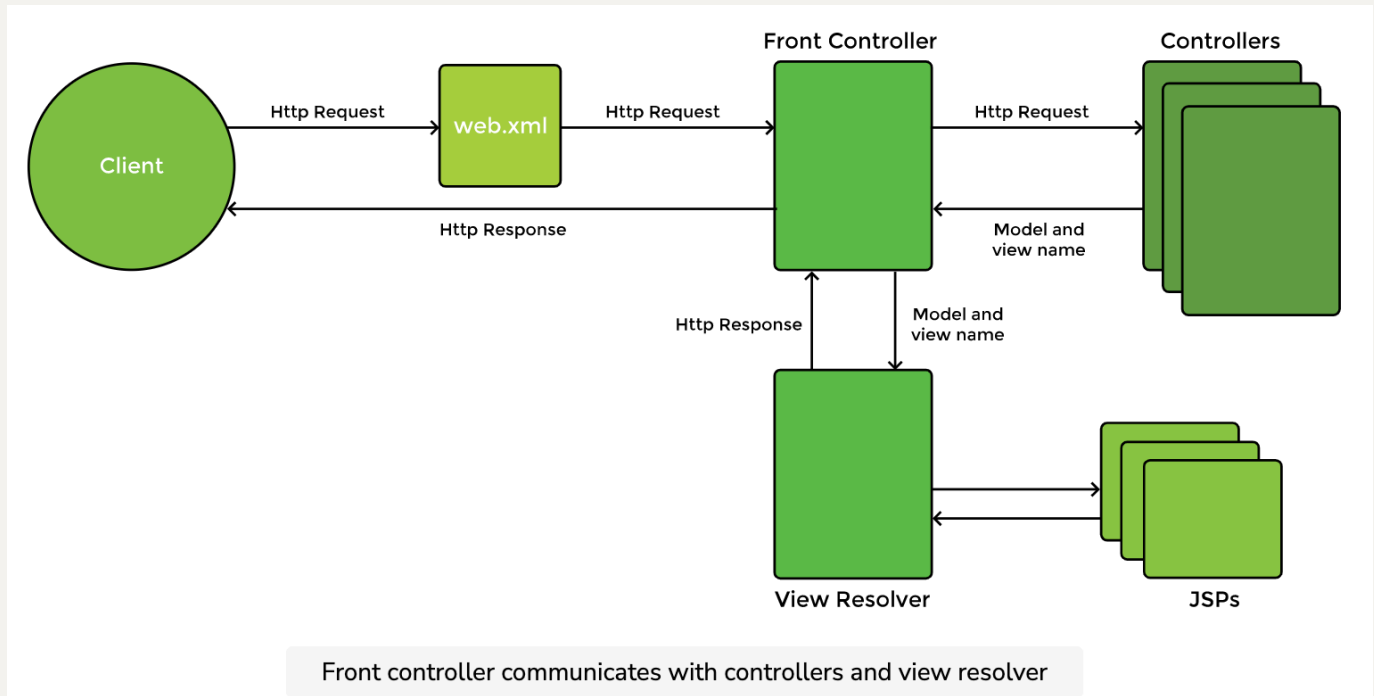 Front Controller
Controllers
Http Request
Http Request
Http Request
web.xml
Client
Http Response
Model and
view name
Http Response
Model and
view name
View Resolver
JSPs
Front controller communicates with controllers and view resolver